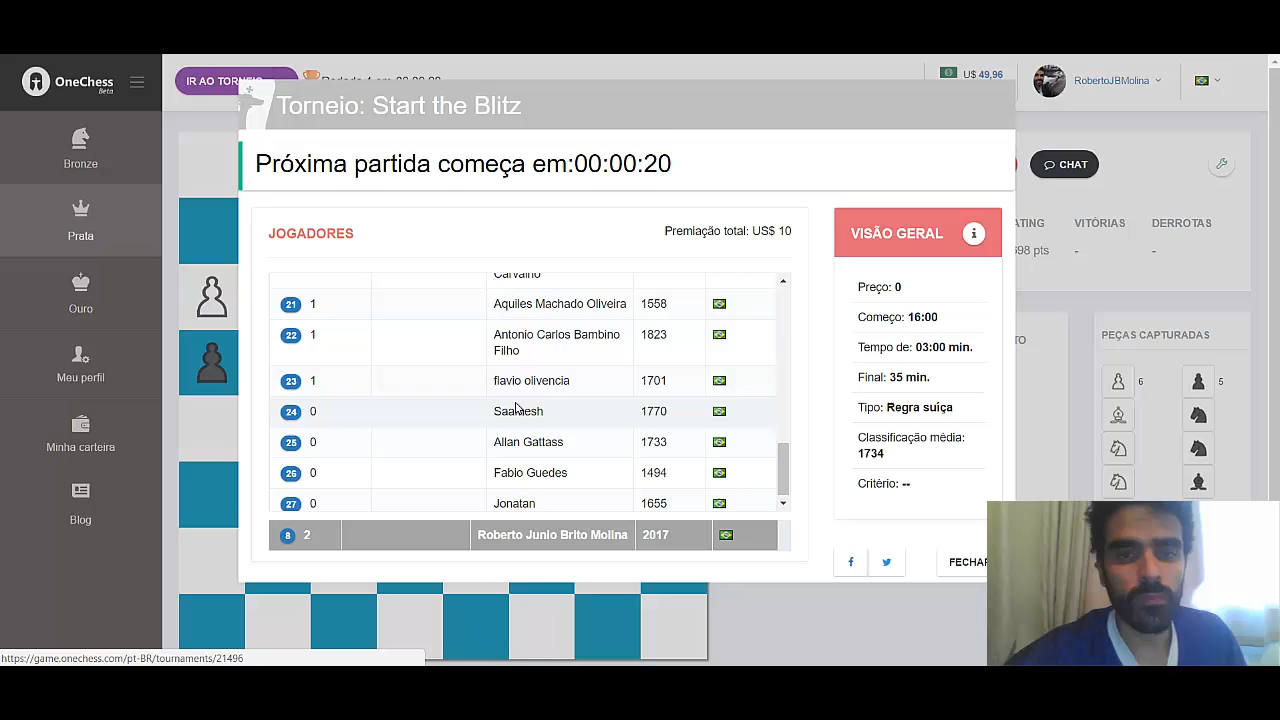 OneChess
Beta
IR AO TORNEIO
U$ 49,96
RobertoJBMolina
Torneio: Start the Blitz
Próxima partida começa em:00:00:20
CHAT
Bronze
Prata
Ouro
Meu perfil
Minha carteira
Blog
JOGADORES
Premiação total: US$ 10
Carvalho
21 1 Aquiles Machado Oliveira 1558
22 1 Antonio Carlos Bambino 1823
Filho
23 1 flavio olivencia 1701
24 0 1770
25 0 Allan Gattass 1733
26 0 Fabio Guedes 1494
27 0 Jonatan 1655
8 2 Roberto Junio Brito Molina 2017
VISÃO GERAL
Preço: 0
Começo: 16:00
Tempo de: 03:00 min.
Final: 35 min.
Tipo: Regra suíça
Classificação média:
1734
Critério: --
FECHAR
ATING VITÓRIAS DERROTAS
698 pts - -
TO
PEÇAS CAPTURADAS
6 5
https://game.onechess.com/pt-BR/tournaments/21496